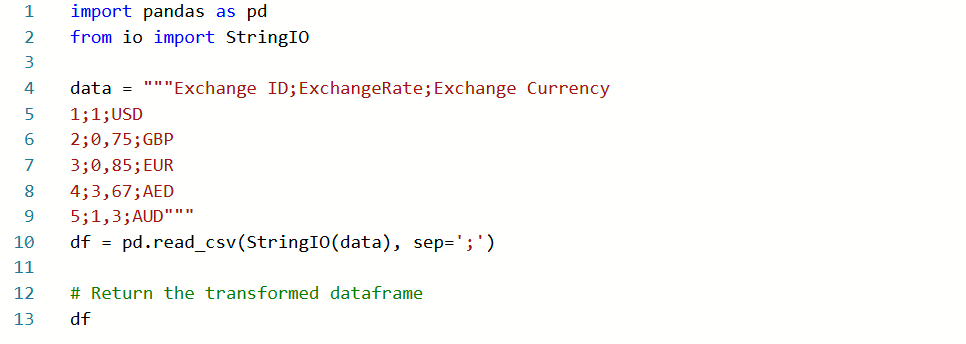 1 import pandas as pd
2 from io import StringIO
3
4 data = """Exchange ID;ExchangeRate;Exchange Currency
5 1;1;USD
6 2;0,75;GBP
7 3;0,85;EUR
8 4;3,67;AED
9 5;1,3;AUD"""
10 df = pd.read_csv(StringIO(data), sep=';')
11
12 # Return the transformed dataframe
13 df